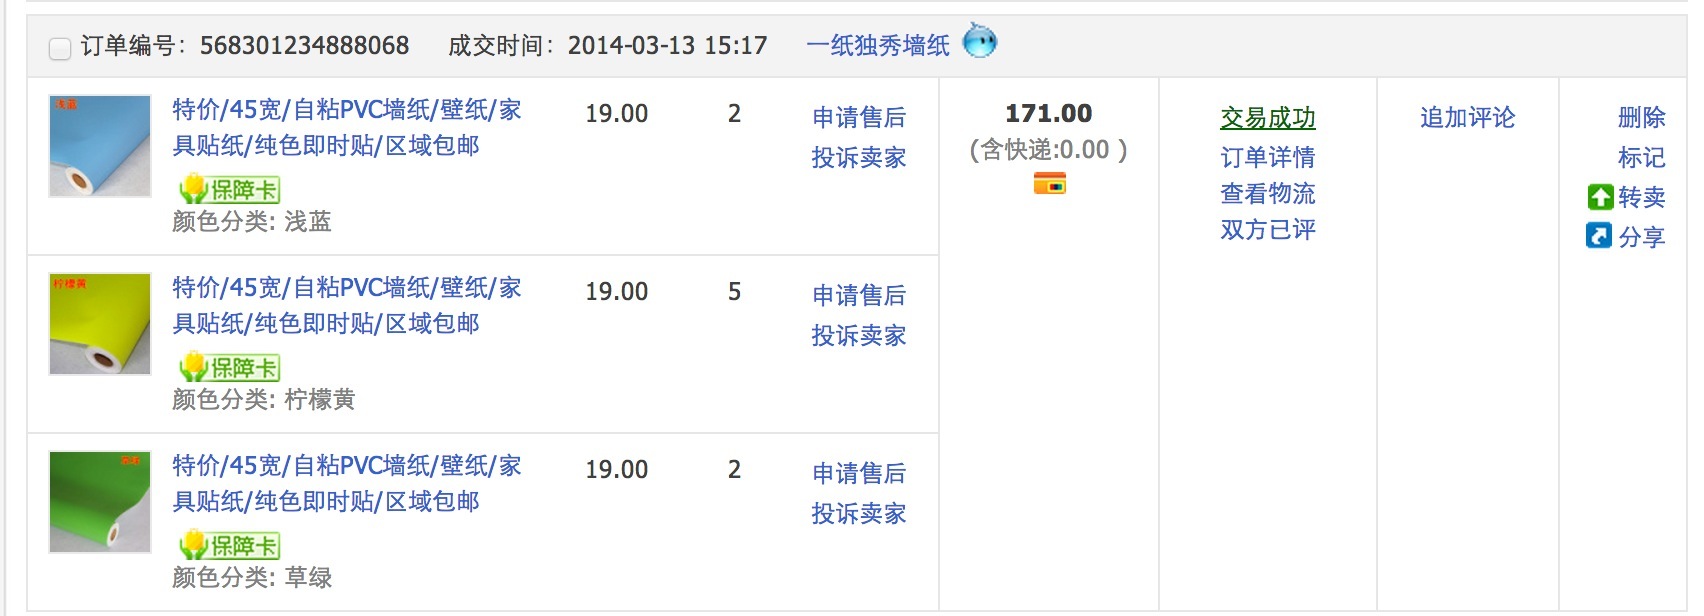 订单编号：568301234888068 成交时间：2014-03-13 15:17 一纸独秀墙纸
浅蓝
特价/45宽/自粘PVC墙纸/壁纸/家
具贴纸/纯色即时贴/区域包邮
保障卡
颜色分类: 浅蓝
19.00
2
申请售后
投诉卖家
171.00
(含快递:0.00 )
交易成功
订单详情
查看物流
双方已评
追加评论
删除
标记
转卖
分享
柠檬黄
特价/45宽/自粘PVC墙纸/壁纸/家
具贴纸/纯色即时贴/区域包邮
保障卡
颜色分类: 柠檬黄
19.00
5
申请售后
投诉卖家
特价/45宽/自粘PVC墙纸/壁纸/家
具贴纸/纯色即时贴/区域包邮
保障卡
颜色分类: 草绿
19.00
2
申请售后
投诉卖家